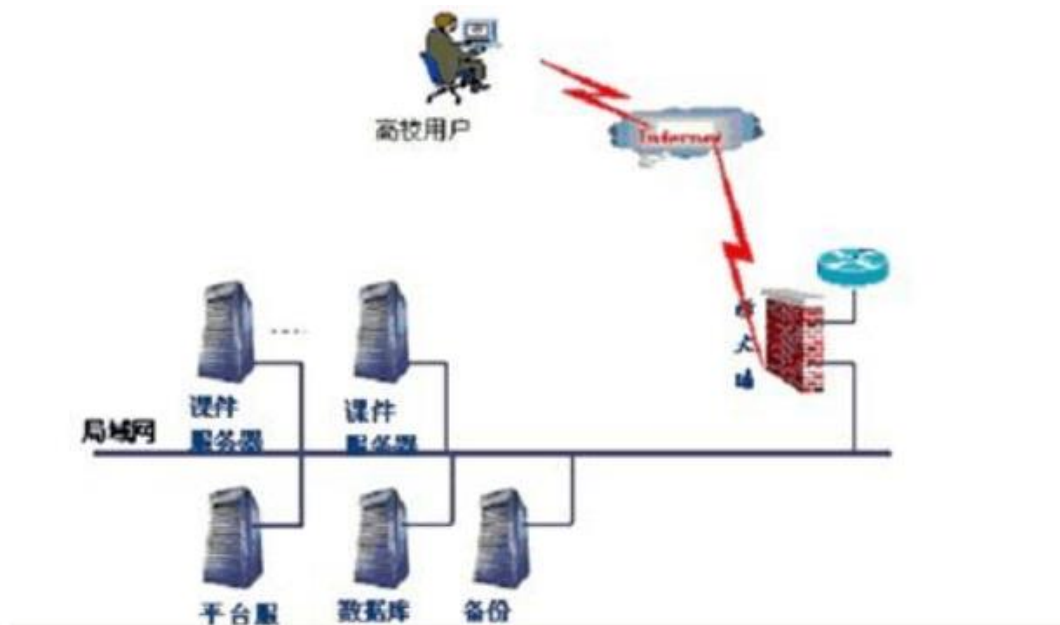 高校用户
Internet
防
火
墙
课件
服务器
课件
服务器
局域网
平台服
数据库
备份